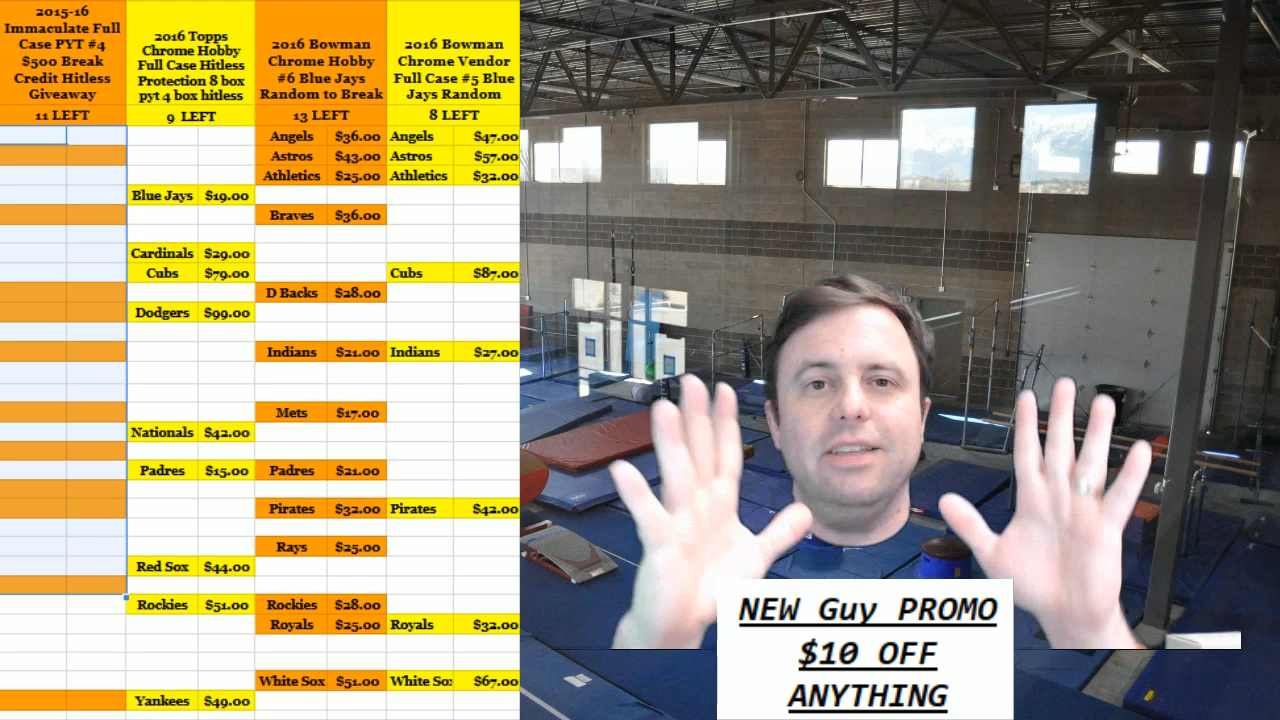 2015-16
Immaculate Full
Case PYT #4
$500 Break
Credit Hitless
Giveaway
11 LEFT
2016 Topps
Chrome Hobby
Full Case Hitless
Protection 8 box
pyt 4 box hitless
9 LEFT
2016 Bowman
Chrome Hobby
#6 Blue Jays
Random to Break
13 LEFT
2016 Bowman
Chrome Vendor
Full Case #5 Blue
Jays Random
8 LEFT
Angels $36.00 Angels $47.00
Astros $43.00 Astros $57.00
Athletics $25.00 Athletics $32.00
Blue Jays $19.00
Braves $36.00
Cardinals $29.00
Cubs $79.00 Cubs $87.00
D Backs $28.00
Dodgers $99.00
Indians $21.00 Indians $27.00
Mets $17.00
Nationals $42.00
Padres $15.00 Padres $21.00
Pirates $32.00 Pirates $42.00
Rays $25.00
Red Sox $44.00
Rockies $51.00 Rockies $28.00
Royals $25.00 Royals $32.00
White Sox $51.00 White Sox $67.00
Yankees $49.00
NEW Guy PROMO
$10 OFF
ANYTHING